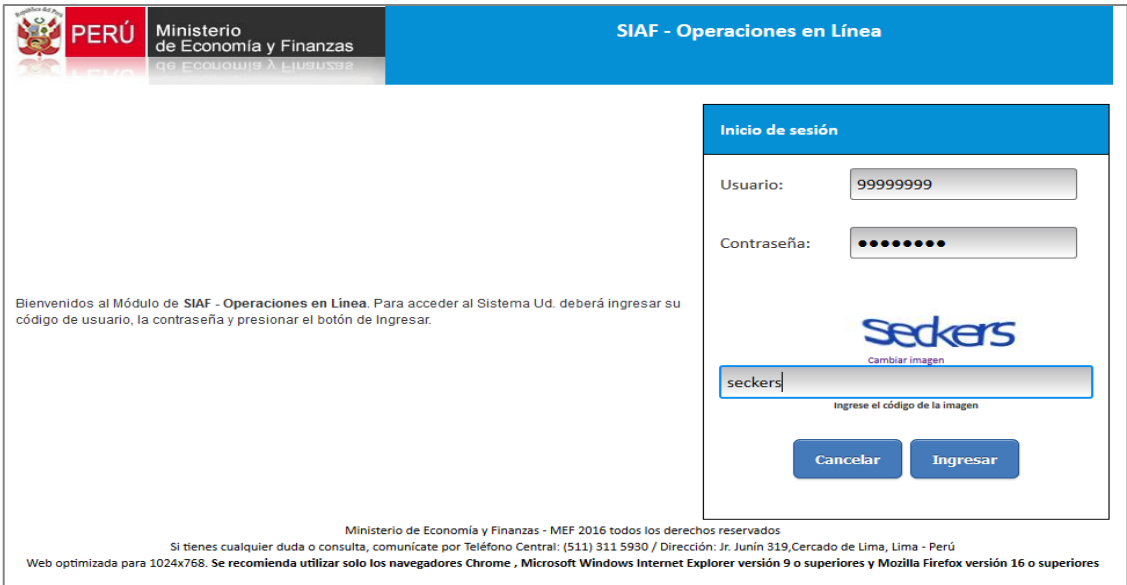 República del Perú
PERÚ
Ministerio
de Economía y Finanzas
SIAF - Operaciones en Línea
Inicio de sesión
Usuario: 99999999
Contraseña: ●●●●●●●●
Bienvenidos al Módulo de SIAF - Operaciones en Línea. Para acceder al Sistema Ud. deberá ingresar su
código de usuario, la contraseña y presionar el botón de Ingresar.
Seckers
Cambiar imagen
seckers
Ingrese el código de la imagen
Cancelar Ingresar
Ministerio de Economía y Finanzas - MEF 2016 todos los derechos reservados
Si tienes cualquier duda o consulta, comunícate por Teléfono Central: (511) 311 5930 / Dirección: Jr. Junín 319,Cercado de Lima, Lima - Perú
Web optimizada para 1024x768. Se recomienda utilizar solo los navegadores Chrome , Microsoft Windows Internet Explorer versión 9 o superiores y Mozilla Firefox versión 16 o superiores